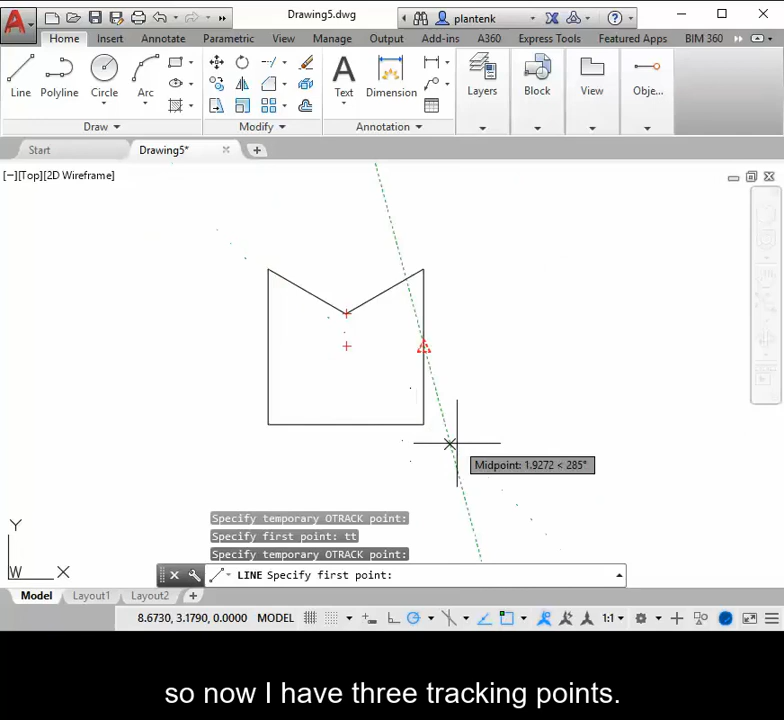 Drawing5.dwg
plantenk
Home Insert Annotate Parametric View Manage Output Add-ins A360 Express Tools Featured Apps BIM 360
Line Polyline Circle Arc Text Dimension Layers Block View Obje...
Draw Modify Annotation
Start Drawing5*
[−][Top][2D Wireframe]
Midpoint: 1.9272 < 285°
Specify temporary OTRACK point:
Specify first point: tt
Specify temporary OTRACK point:
LINE Specify first point:
Y
W X
Model Layout1 Layout2
8.6730, 3.1790, 0.0000 MODEL 1:1
so now I have three tracking points.